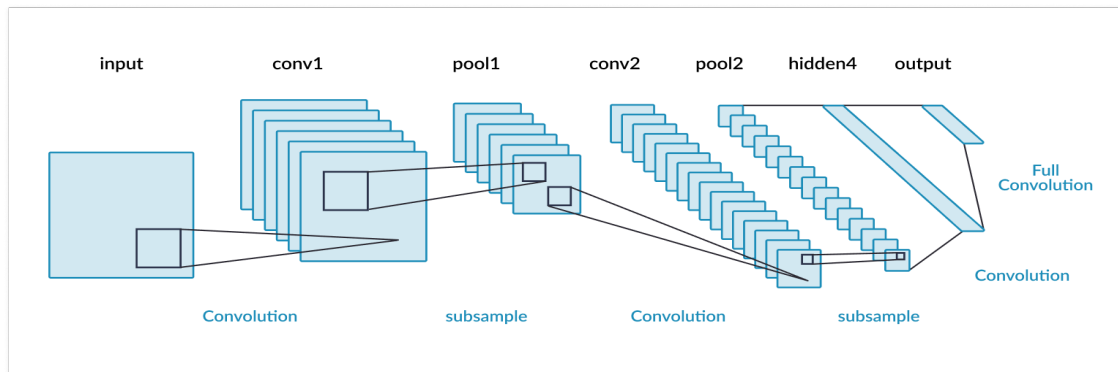 input
conv1
pool1
conv2
pool2
hidden4
output
Full
Convolution
Convolution
Convolution
subsample
Convolution
subsample